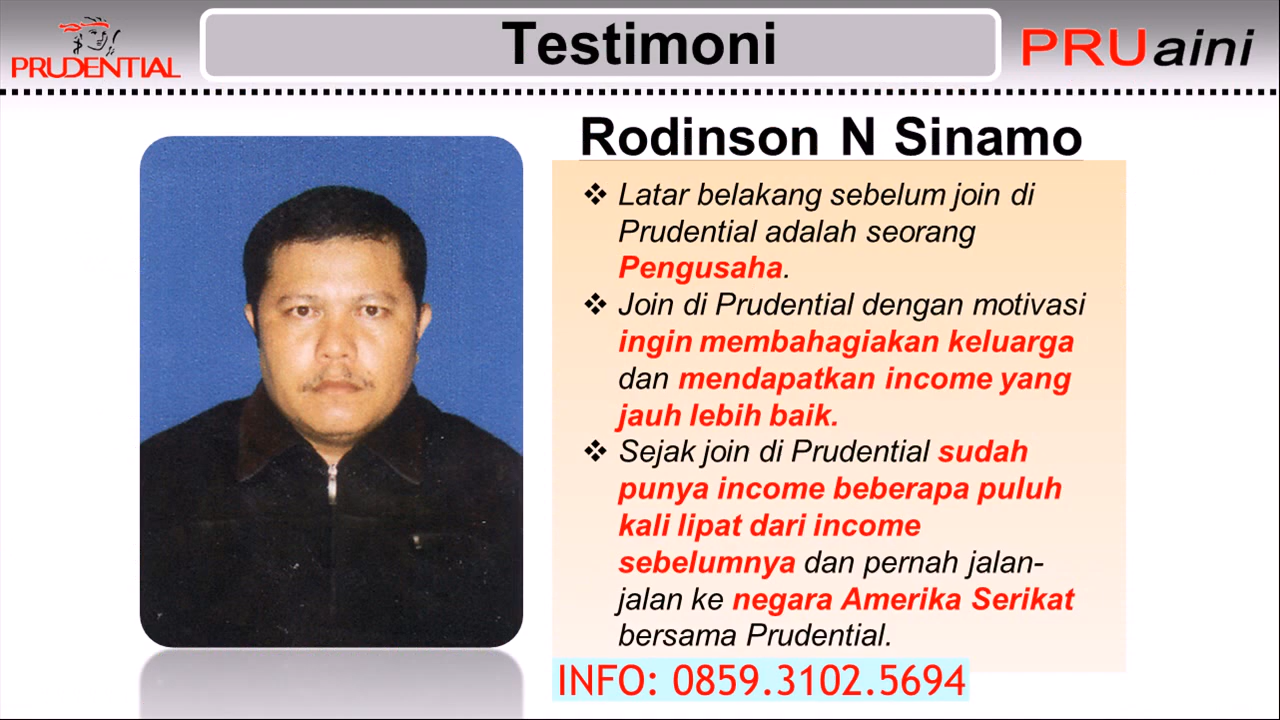 PRUDENTIAL
Testimoni
PRUaini
Rodinson N Sinamo
❖ Latar belakang sebelum join di
Prudential adalah seorang
Pengusaha.
❖ Join di Prudential dengan motivasi
ingin membahagiakan keluarga
dan mendapatkan income yang
jauh lebih baik.
❖ Sejak join di Prudential sudah
punya income beberapa puluh
kali lipat dari income
sebelumnya dan pernah jalan-
jalan ke negara Amerika Serikat
bersama Prudential.
INFO: 0859.3102.5694